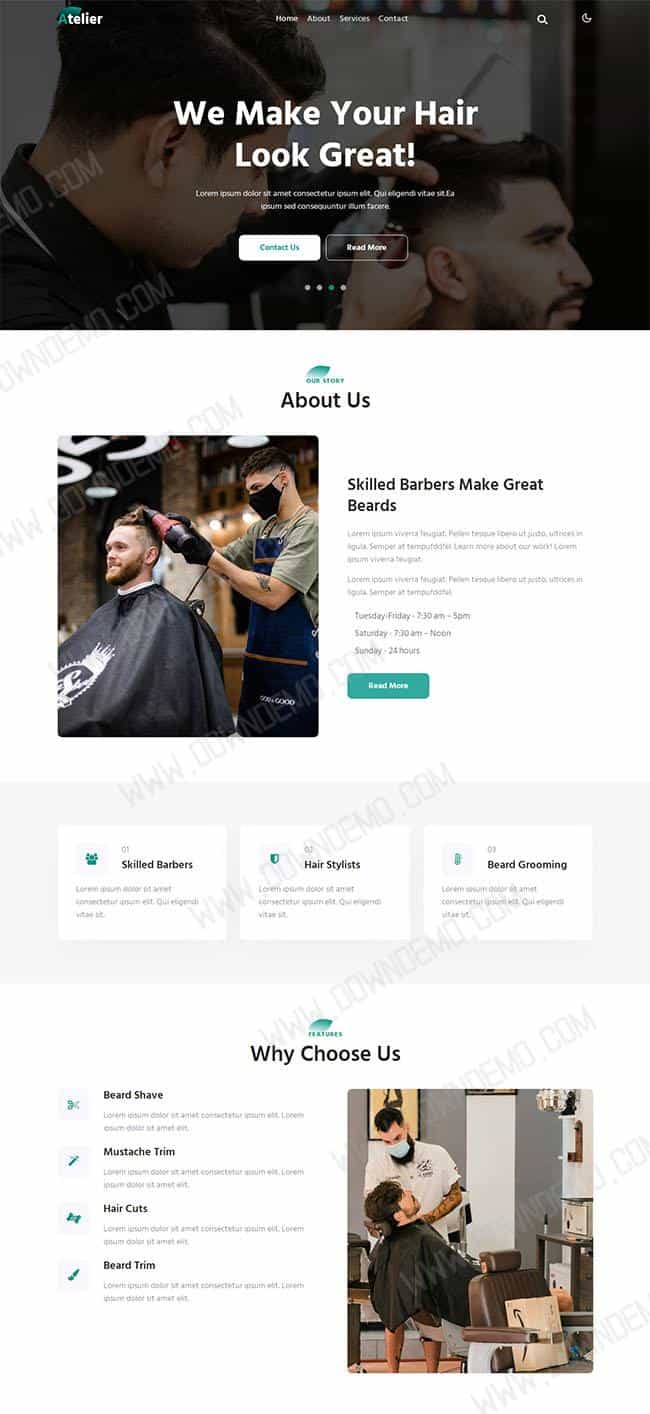 Atelier
Home About Services Contact
We Make Your Hair
Look Great!
Lorem ipsum dolor sit amet consectetur ipsum elit. Qui eligendi vitae sit.Ea
ipsum sed consequuntur illum facere.
Contact Us Read More
OUR STORY
About Us
Skilled Barbers Make Great
Beards
Lorem ipsum viverra feugiat. Pellen tesque libero ut justo, ultrices in
ligula. Semper at tempufddfel. Learn more about our work! Lorem
ipsum viverra feugiat.
Lorem ipsum viverra feugiat. Pellen tesque libero ut justo, ultrices in
ligula. Semper at tempufddfel.
Tuesday-Friday - 7:30 am – 5pm
Saturday - 7:30 am – Noon
Sunday - 24 hours
Read More
GOD & GOOD
01
Skilled Barbers
Lorem ipsum dolor sit amet
consectetur ipsum elit. Qui eligendi
vitae sit.
02
Hair Stylists
Lorem ipsum dolor sit amet
consectetur ipsum elit. Qui eligendi
vitae sit.
03
Beard Grooming
Lorem ipsum dolor sit amet
consectetur ipsum elit. Qui eligendi
vitae sit.
FEATURES
Why Choose Us
Beard Shave
Lorem ipsum dolor sit amet consectetur ipsum elit. Lorem
ipsum dolor sit amet elit.
Mustache Trim
Lorem ipsum dolor sit amet consectetur ipsum elit. Lorem
ipsum dolor sit amet elit.
Hair Cuts
Lorem ipsum dolor sit amet consectetur ipsum elit. Lorem
ipsum dolor sit amet elit.
Beard Trim
Lorem ipsum dolor sit amet consectetur ipsum elit. Lorem
ipsum dolor sit amet elit.
WWW.DOWNDEMO.COM